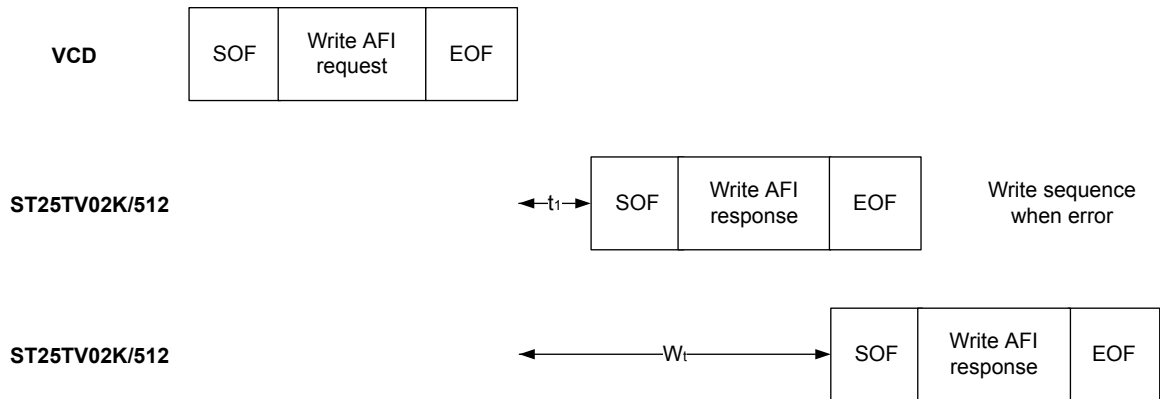 VCD
SOF
Write AFI
request
EOF
ST25TV02K/512
t1
SOF
Write AFI
response
EOF
Write sequence
when error
ST25TV02K/512
Wt
SOF
Write AFI
response
EOF